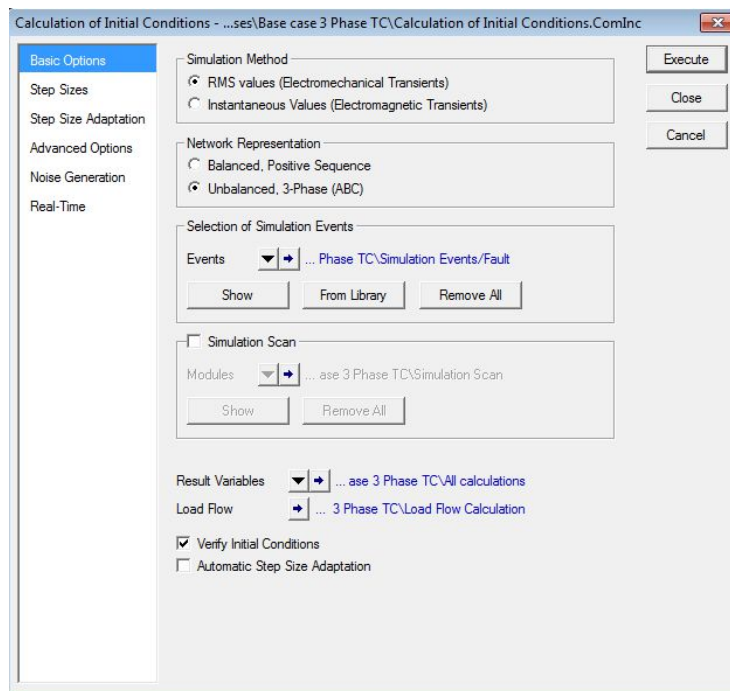 Calculation of Initial Conditions - ...ses\Base case 3 Phase TC\Calculation of Initial Conditions.ComInc
Basic Options
Step Sizes
Step Size Adaptation
Advanced Options
Noise Generation
Real-Time
Simulation Method
RMS values (Electromechanical Transients)
Instantaneous Values (Electromagnetic Transients)
Network Representation
Balanced, Positive Sequence
Unbalanced, 3-Phase (ABC)
Selection of Simulation Events
Events ... Phase TC\Simulation Events/Fault
Show From Library Remove All
Simulation Scan
Modules ... ase 3 Phase TC\Simulation Scan
Show Remove All
Result Variables ... ase 3 Phase TC\All calculations
Load Flow ... 3 Phase TC\Load Flow Calculation
Verify Initial Conditions
Automatic Step Size Adaptation
Execute
Close
Cancel